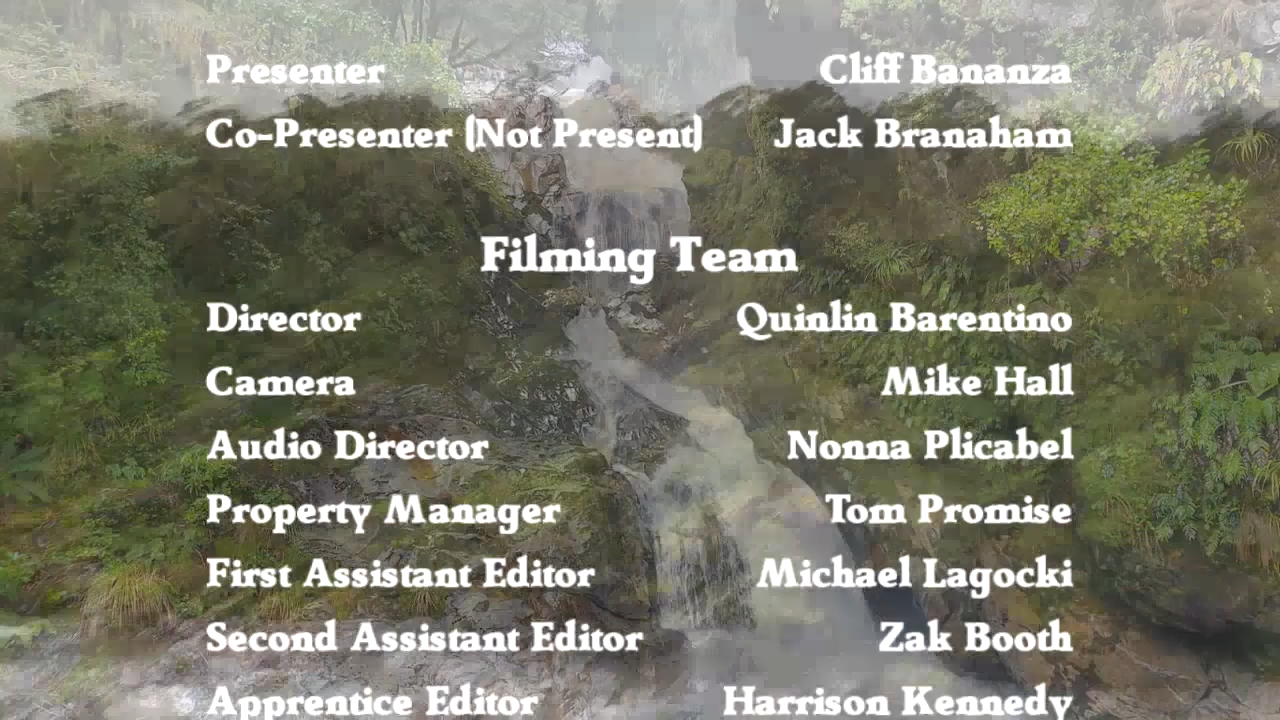 Presenter Cliff Bananza
Co-Presenter (Not Present) Jack Branaham
Filming Team
Director Quinlin Barentino
Camera Mike Hall
Audio Director Nonna Plicabel
Property Manager Tom Promise
First Assistant Editor Michael Lagocki
Second Assistant Editor Zak Booth
Apprentice Editor Harrison Kennedy